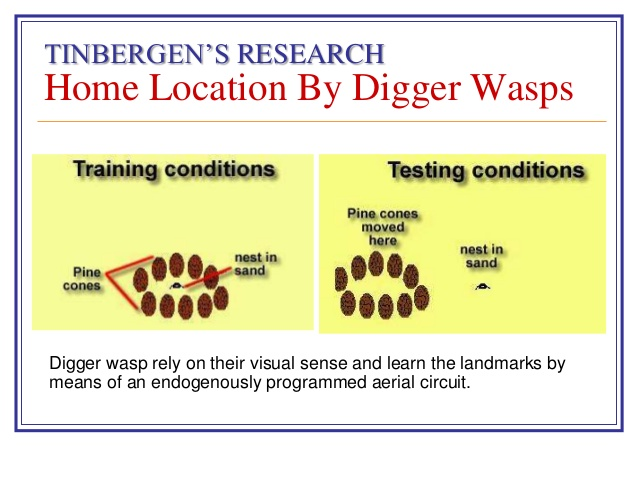 TINBERGEN'S RESEARCH
Home Location By Digger Wasps
Training conditions
Pine
cones
nest in
sand
Testing conditions
Pine cones
moved
here
nest in
sand
Digger wasp rely on their visual sense and learn the landmarks by
means of an endogenously programmed aerial circuit.